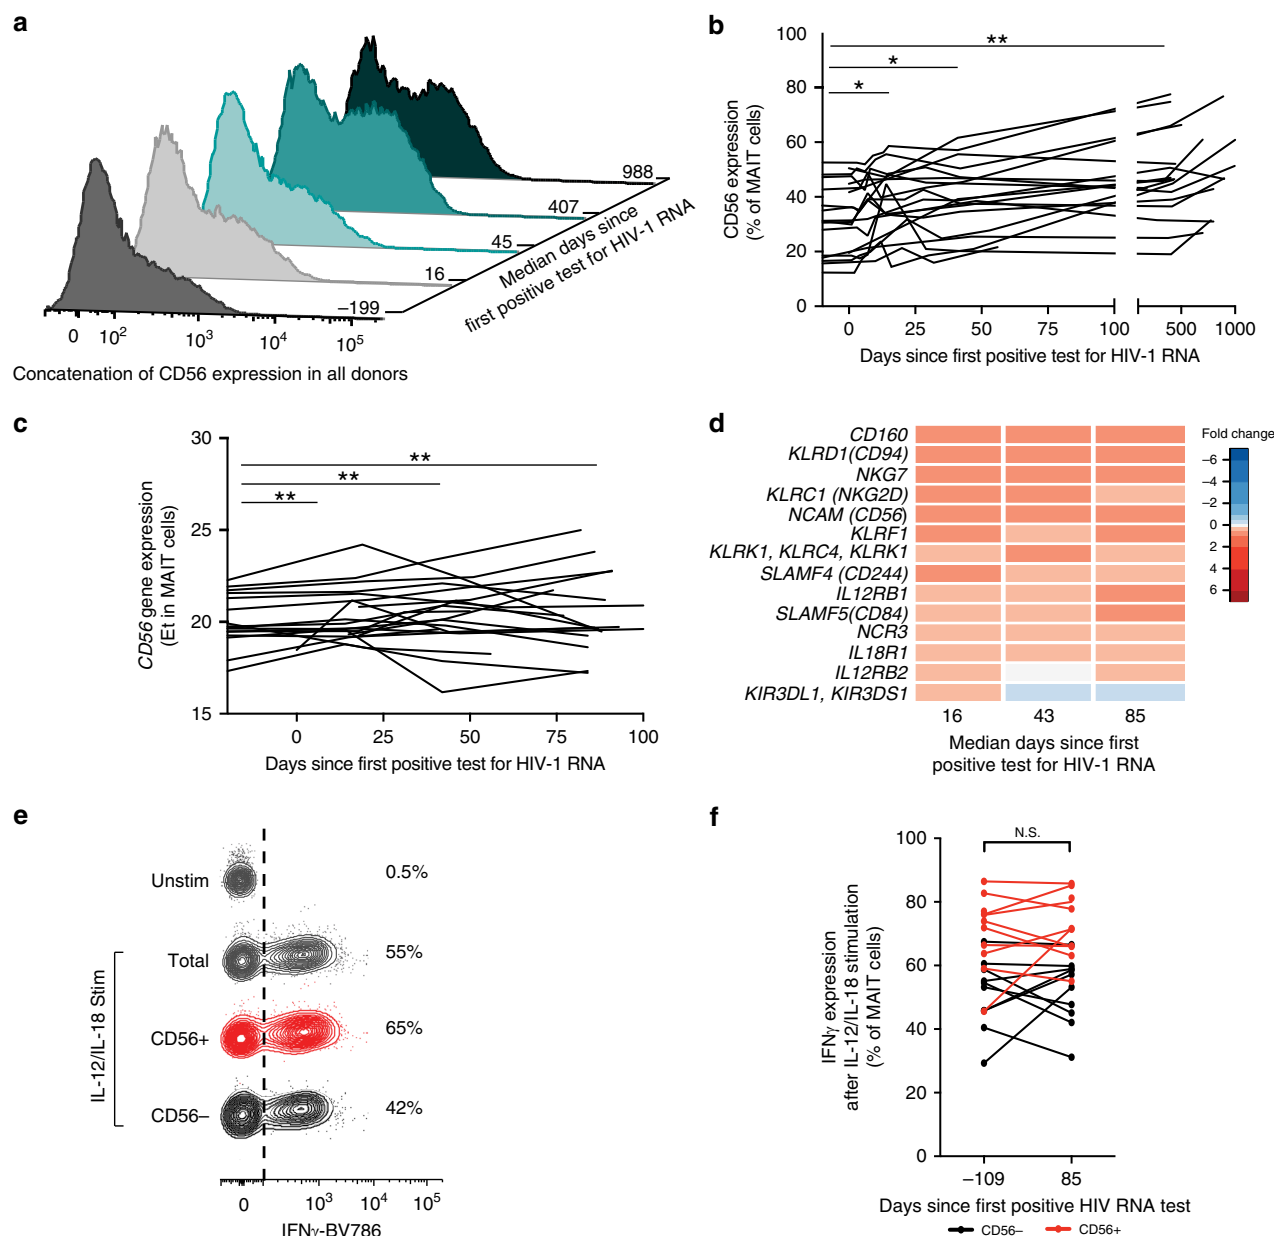 a
988
407
45
16
–199
Median days since
first positive test for HIV-1 RNA
0 10² 10³ 10⁴ 10⁵
Concatenation of CD56 expression in all donors
b
CD56 expression
(% of MAIT cells)
100
80
60
40
20
0
**
*
*
0 25 50 75 100 500 1000
Days since first positive test for HIV-1 RNA
c
CD56 gene expression
(Et in MAIT cells)
30
25
20
15
**
**
**
0 25 50 75 100
Days since first positive test for HIV-1 RNA
d
CD160
KLRD1(CD94)
NKG7
KLRC1 (NKG2D)
NCAM (CD56)
KLRF1
KLRK1, KLRC4, KLRK1
SLAMF4 (CD244)
IL12RB1
SLAMF5(CD84)
NCR3
IL18R1
IL12RB2
KIR3DL1, KIR3DS1
16 43 85
Median days since first
positive test for HIV-1 RNA
Fold change
–6
–4
–2
0
2
4
6
e
Unstim 0.5%
IL-12/IL-18 Stim
Total 55%
CD56+ 65%
CD56– 42%
0 10³ 10⁴ 10⁵
IFNγ-BV786
f
IFNγ expression
after IL-12/IL-18 stimulation
(% of MAIT cells)
100
80
60
40
20
0
N.S.
–109 85
Days since first positive HIV RNA test
CD56– CD56+